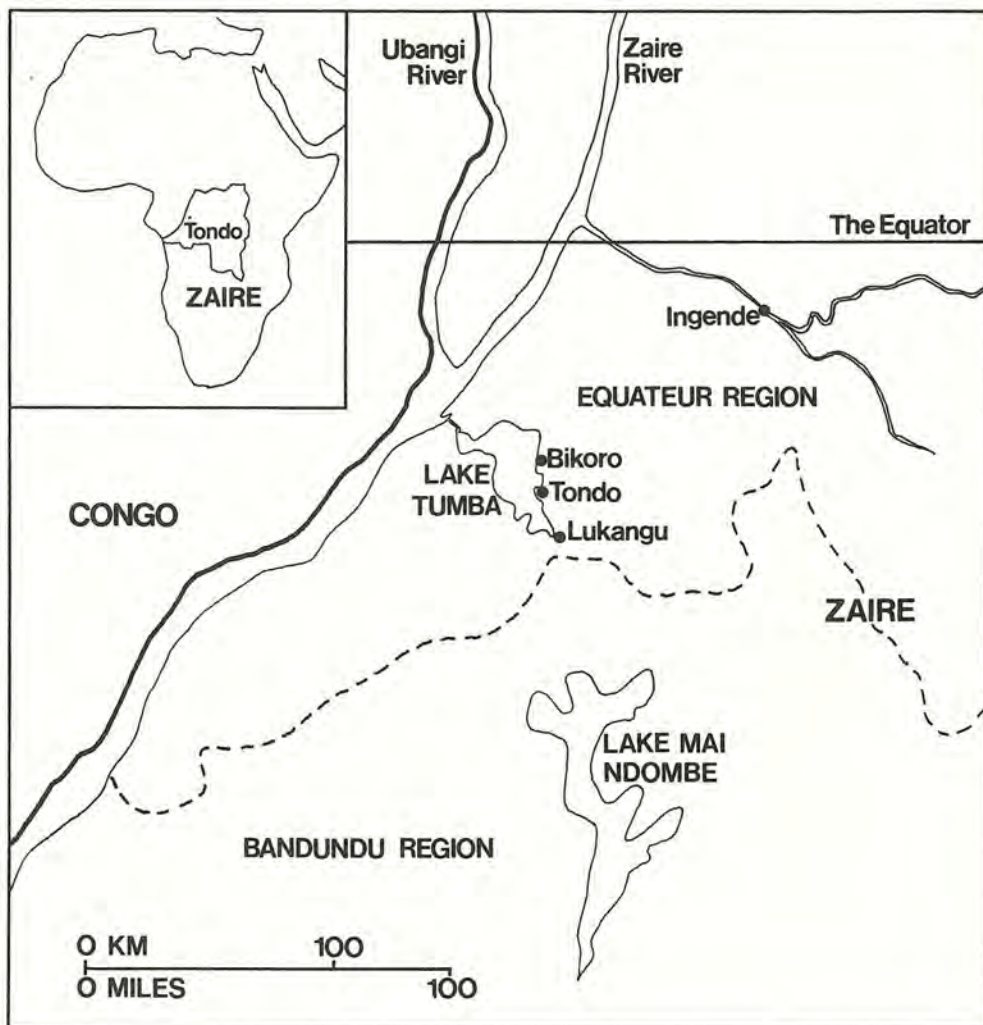 Tondo
ZAIRE
Ubangi
River
Zaire
River
The Equator
Ingende
EQUATEUR REGION
Bikoro
LAKE
TUMBA
Tondo
CONGO
Lukangu
ZAIRE
LAKE MAI
NDOMBE
BANDUNDU REGION
0 KM 100
0 MILES 100